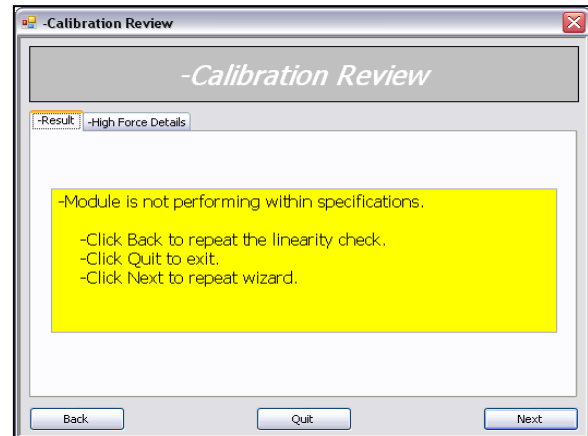 -Calibration Review
-Calibration Review
-Result -High Force Details
-Module is not performing within specifications.
-Click Back to repeat the linearity check.
-Click Quit to exit.
-Click Next to repeat wizard.
Back Quit Next